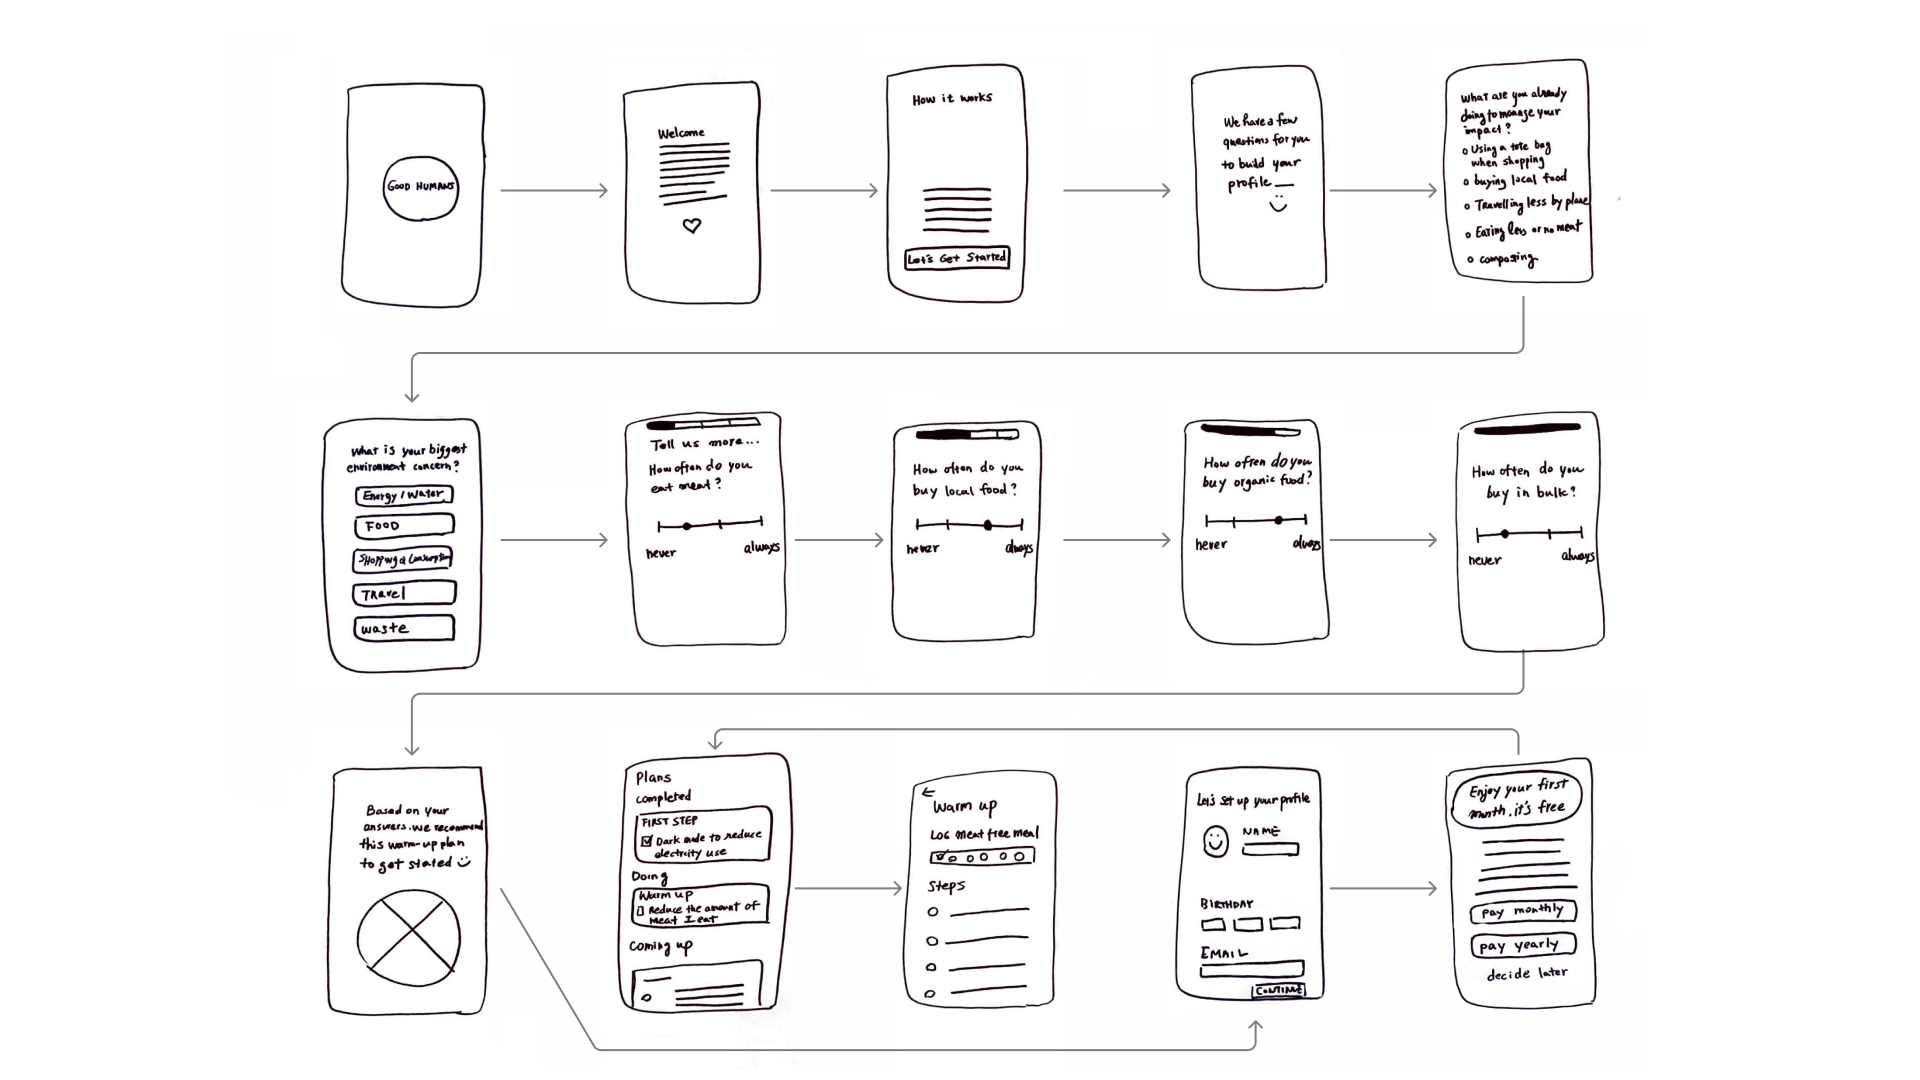 GOOD HUMANS
Welcome
How it works
Let's Get Started
We have a few
questions for you
to build your
profile
What are you already
doing to manage your
impact?
Using a tote bag
when shopping
buying local food
Travelling less by plane
Eating less or no meat
composing
What is your biggest
environment concern?
Energy / Water
FOOD
Shopping & Consumption
Travel
waste
Tell us more...
How often do you
eat meat?
never always
How often do you
buy local food?
never always
How often do you
buy organic food?
never always
How often do you
buy in bulk?
never always
Based on your
answers, we recommend
this warm-up plan
to get stated
Plans
completed
FIRST STEP
Dark mode to reduce
electricity use
Doing
Warm up
Reduce the amount of
meat I eat
Coming up
Warm up
LOG meat free meal
Steps
Let's set up your profile
NAME
BIRTHDAY
EMAIL
CONTINUE
Enjoy your first
month, it's free
pay monthly
pay yearly
decide later